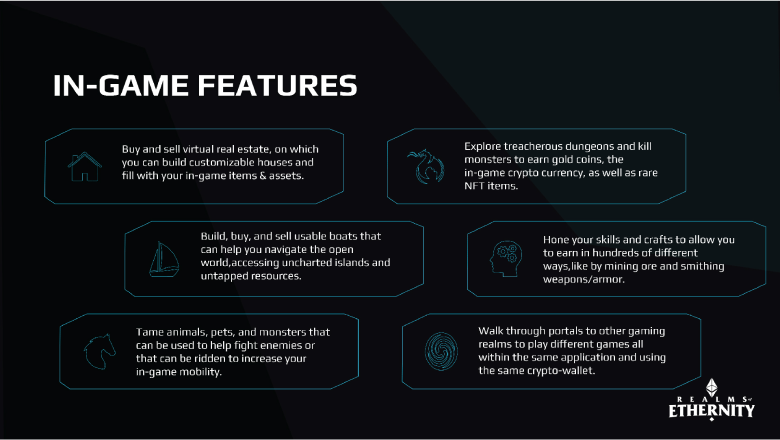 IN-GAME FEATURES
Buy and sell virtual real estate, on which
you can build customizable houses and
fill with your in-game items & assets.
Explore treacherous dungeons and kill
monsters to earn gold coins, the
in-game crypto currency, as well as rare
NFT items.
Build, buy, and sell usable boats that
can help you navigate the open
world,accessing uncharted islands and
untapped resources.
Hone your skills and crafts to allow you
to earn in hundreds of different
ways,like by mining ore and smithing
weapons/armor.
Tame animals, pets, and monsters that
can be used to help fight enemies or
that can be ridden to increase your
in-game mobility.
Walk through portals to other gaming
realms to play different games all
within the same application and using
the same crypto-wallet.
REALMS of
ETHERNITY